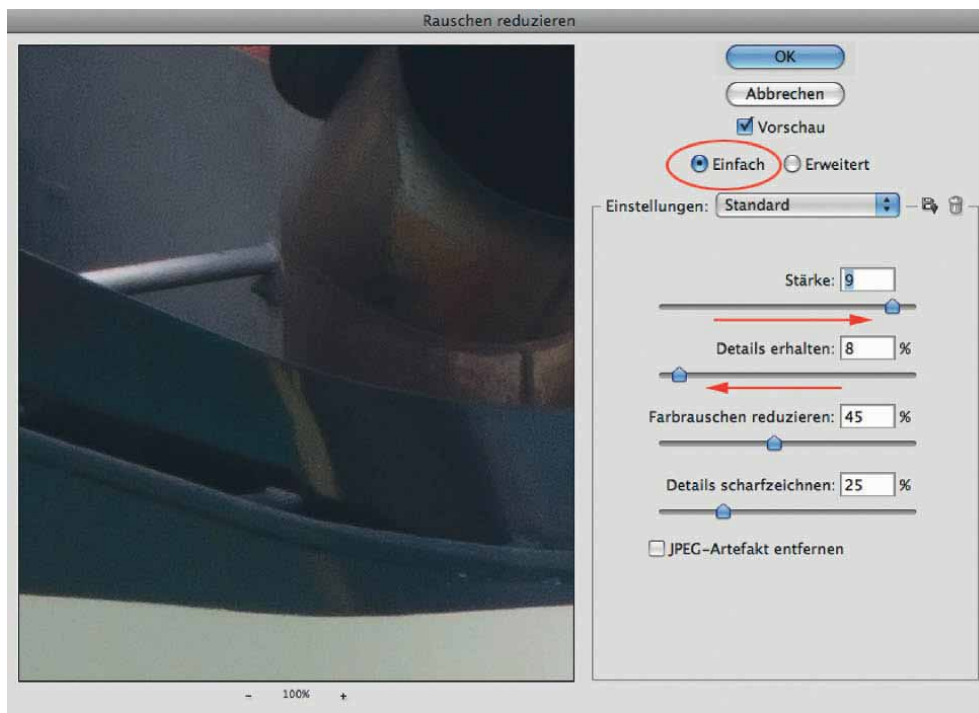 Rauschen reduzieren
OK
Abbrechen
Vorschau
Einfach Erweitert
Einstellungen: Standard
Stärke: 9
Details erhalten: 8 %
Farbrauschen reduzieren: 45 %
Details scharfzeichnen: 25 %
JPEG-Artefakt entfernen
- 100% +